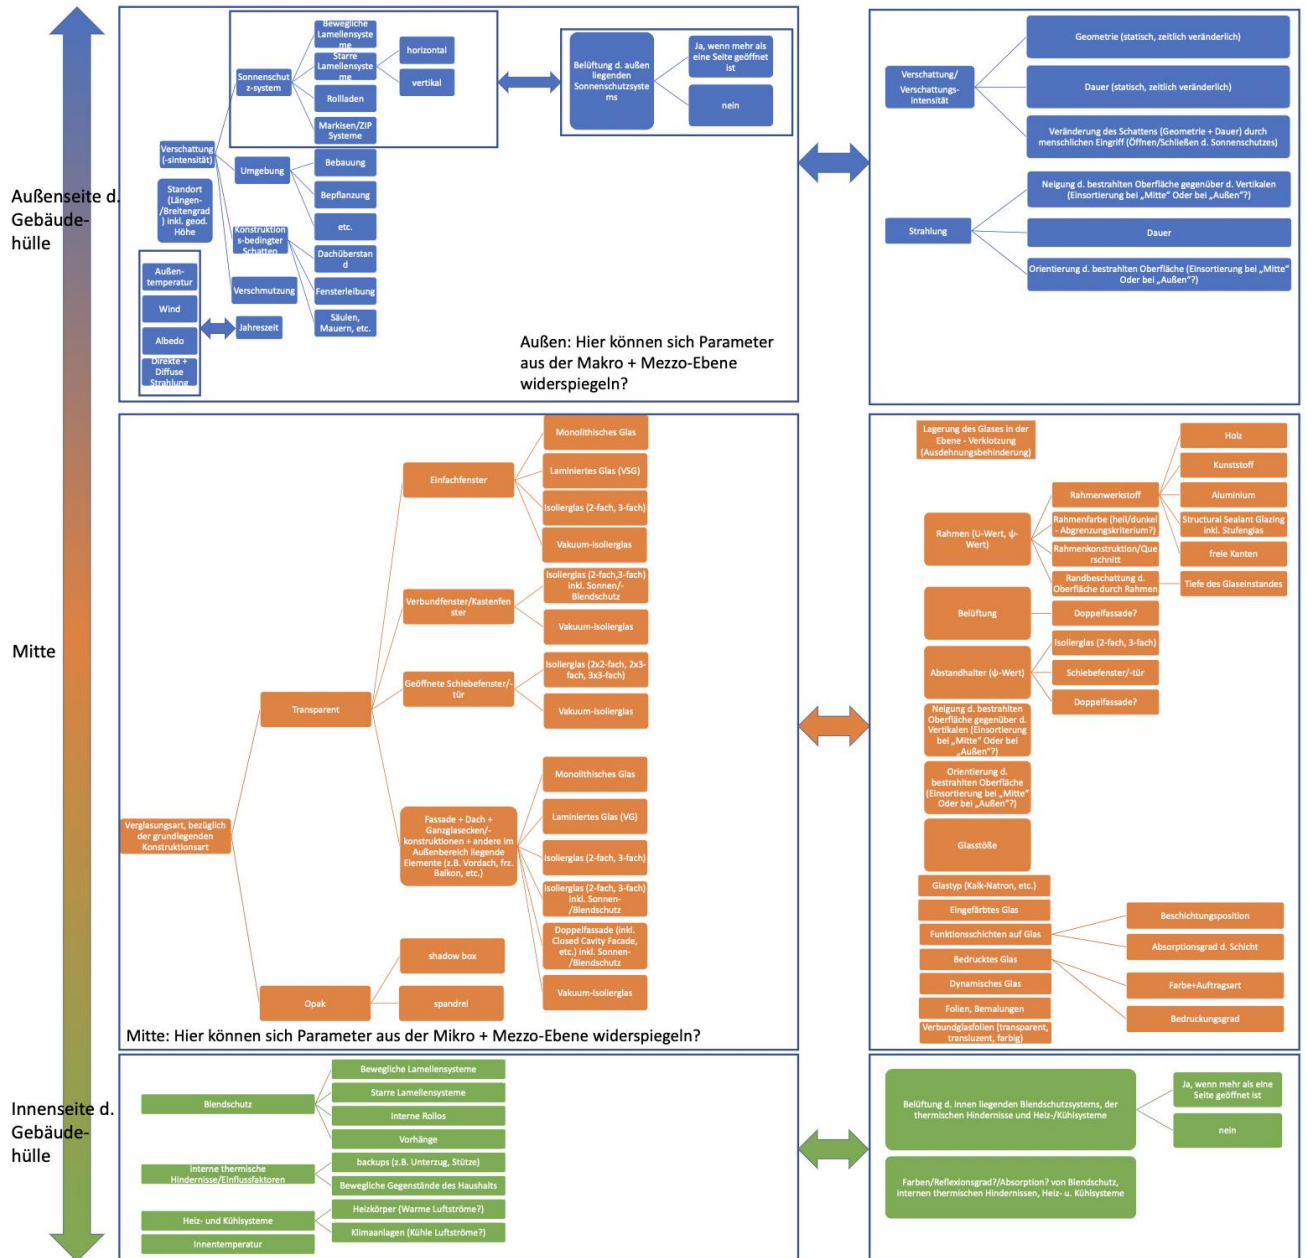 Außenseite d.
Gebäude-
hülle
Mitte
Innenseite d.
Gebäude-
hülle
Verschattung
(-sintensität)
Standort
(Längen-
/Breitengrad
) inkl. geod.
Höhe
Außen-
temperatur
Wind
Albedo
Direkte +
Diffuse
Strahlung
Jahreszeit
Sonnenschut
z-system
Bewegliche
Lamellensyste
me
Starre
Lamellensyste
me
horizontal
vertikal
Rollladen
Markisen/ZIP
Systeme
Umgebung
Bebauung
Bepflanzung
etc.
Konstruktion
s-bedingter
Schatten
Dachüberstan
d
Fensterleibung
Säulen,
Mauern, etc.
Verschmutzung
Belüftung d. außen
liegenden
Sonnenschutzsyste
ms
Ja, wenn mehr als
eine Seite geöffnet
ist
nein
Außen: Hier können sich Parameter
aus der Makro + Mezzo-Ebene
widerspiegeln?
Verschattung/
Verschattungs-
intensität
Geometrie (statisch, zeitlich veränderlich)
Dauer (statisch, zeitlich veränderlich)
Veränderung des Schattens (Geometrie + Dauer) durch
menschlichen Eingriff (Öffnen/Schließen d. Sonnenschutzes)
Strahlung
Neigung d. bestrahlten Oberfläche gegenüber d. Vertikalen
(Einsortierung bei „Mitte“ Oder bei „Außen“?)
Dauer
Orientierung d. bestrahlten Oberfläche (Einsortierung bei „Mitte“
Oder bei „Außen“?)
Verglasungsart, bezüglich
der grundlegenden
Konstruktionsart
Transparent
Einfachfenster
Monolithisches Glas
Laminiertes Glas (VSG)
Isolierglas (2-fach, 3-fach)
Vakuum-Isolierglas
Verbundfenster/Kastenfen
ster
Isolierglas (2-fach,3-fach)
inkl. Sonnen/-
Blendschutz
Vakuum-Isolierglas
Geöffnete Schiebefenster/-
tür
Isolierglas (2x2-fach, 2x3-
fach, 3x3-fach)
Vakuum-Isolierglas
Fassade + Dach +
Ganzglasecken/-
konstruktionen + andere im
Außenbereich liegende
Elemente (z.B. Vordach, frz.
Balkon, etc.)
Monolithisches Glas
Laminiertes Glas (VG)
Isolierglas (2-fach, 3-fach)
Isolierglas (2-fach, 3-fach)
inkl. Sonnen-
/Blendschutz
Doppelfassade (inkl.
Closed Cavity Facade,
etc.) inkl. Sonnen-
/Blendschutz
Vakuum-Isolierglas
Opak
shadow box
spandrel
Mitte: Hier können sich Parameter aus der Mikro + Mezzo-Ebene widerspiegeln?
Lagerung des Glases in der
Ebene - Verklotzung
(Ausdehnungsbehinderung)
Rahmen (U-Wert, ψ-
Wert)
Rahmenwerkstoff
Holz
Kunststoff
Aluminium
Structural Sealant Glazing
inkl. Stufenglas
freie Kanten
Rahmenfarbe (hell/dunkel
- Abgrenzungskriterium?)
Rahmenkonstruktion/Que
rschnitt
Randbeschattung d.
Oberfläche durch Rahmen
Tiefe des Glaseinstandes
Belüftung
Doppelfassade?
Abstandhalter (ψ-Wert)
Isolierglas (2-fach, 3-fach)
Schiebefenster/-tür
Doppelfassade?
Neigung d. bestrahlten
Oberfläche gegenüber d.
Vertikalen (Einsortierung
bei „Mitte“ Oder bei
„Außen“?)
Orientierung d.
bestrahlten Oberfläche
(Einsortierung bei „Mitte“
Oder bei „Außen“?)
Glasstöße
Glastyp (Kalk-Natron, etc.)
Eingefärbtes Glas
Funktionsschichten auf Glas
Beschichtungsposition
Absorptionsgrad d. Schicht
Bedrucktes Glas
Farbe+Auftragsart
Bedruckungsgrad
Dynamisches Glas
Folien, Bemalungen
Verbundglasfolien (transparent,
transluzent, farbig)
Blendschutz
Bewegliche Lamellensysteme
Starre Lamellensysteme
Interne Rollos
Vorhänge
interne thermische
Hindernisse/Einflussfaktoren
backups (z.B. Unterzug, Stütze)
Bewegliche Gegenstände des Haushalts
Heiz- und Kühlsysteme
Heizkörper (Warme Luftströme?)
Klimaanlagen (Kühle Luftströme?)
Innentemperatur
Belüftung d. innen liegenden Blendschutzsystems, der
thermischen Hindernisse und Heiz-/Kühlsysteme
Ja, wenn mehr als eine
Seite geöffnet ist
nein
Farben/Reflexionsgrad?/Absorption? von Blendschutz,
internen thermischen Hindernissen, Heiz- u. Kühlsysteme